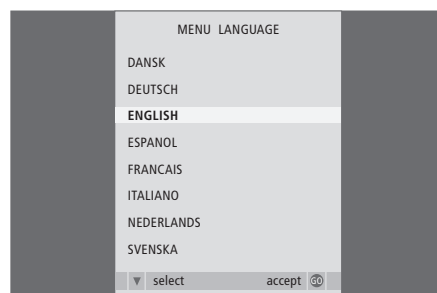 MENU LANGUAGE
DANSK
DEUTSCH
ENGLISH
ESPANOL
FRANCAIS
ITALIANO
NEDERLANDS
SVENSKA
▼ select accept GO